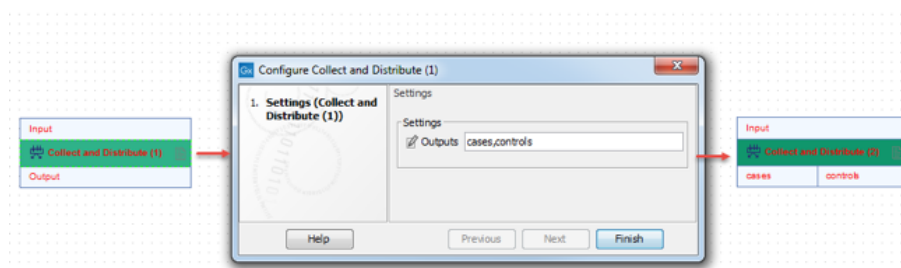 Input
Collect and Distribute (1)
Output
Gx Configure Collect and Distribute (1)
1. Settings (Collect and
Distribute (1))
Settings
Settings
Outputs cases,controls
Help
Previous
Next
Finish
Input
Collect and Distribute (2)
cases
controls